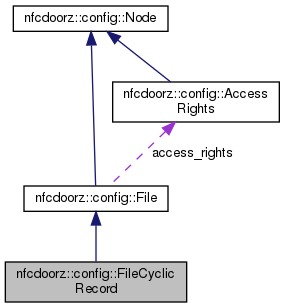 nfcdoorz::config::Node
nfcdoorz::config::Access
Rights
access_rights
nfcdoorz::config::File
nfcdoorz::config::FileCyclic
Record